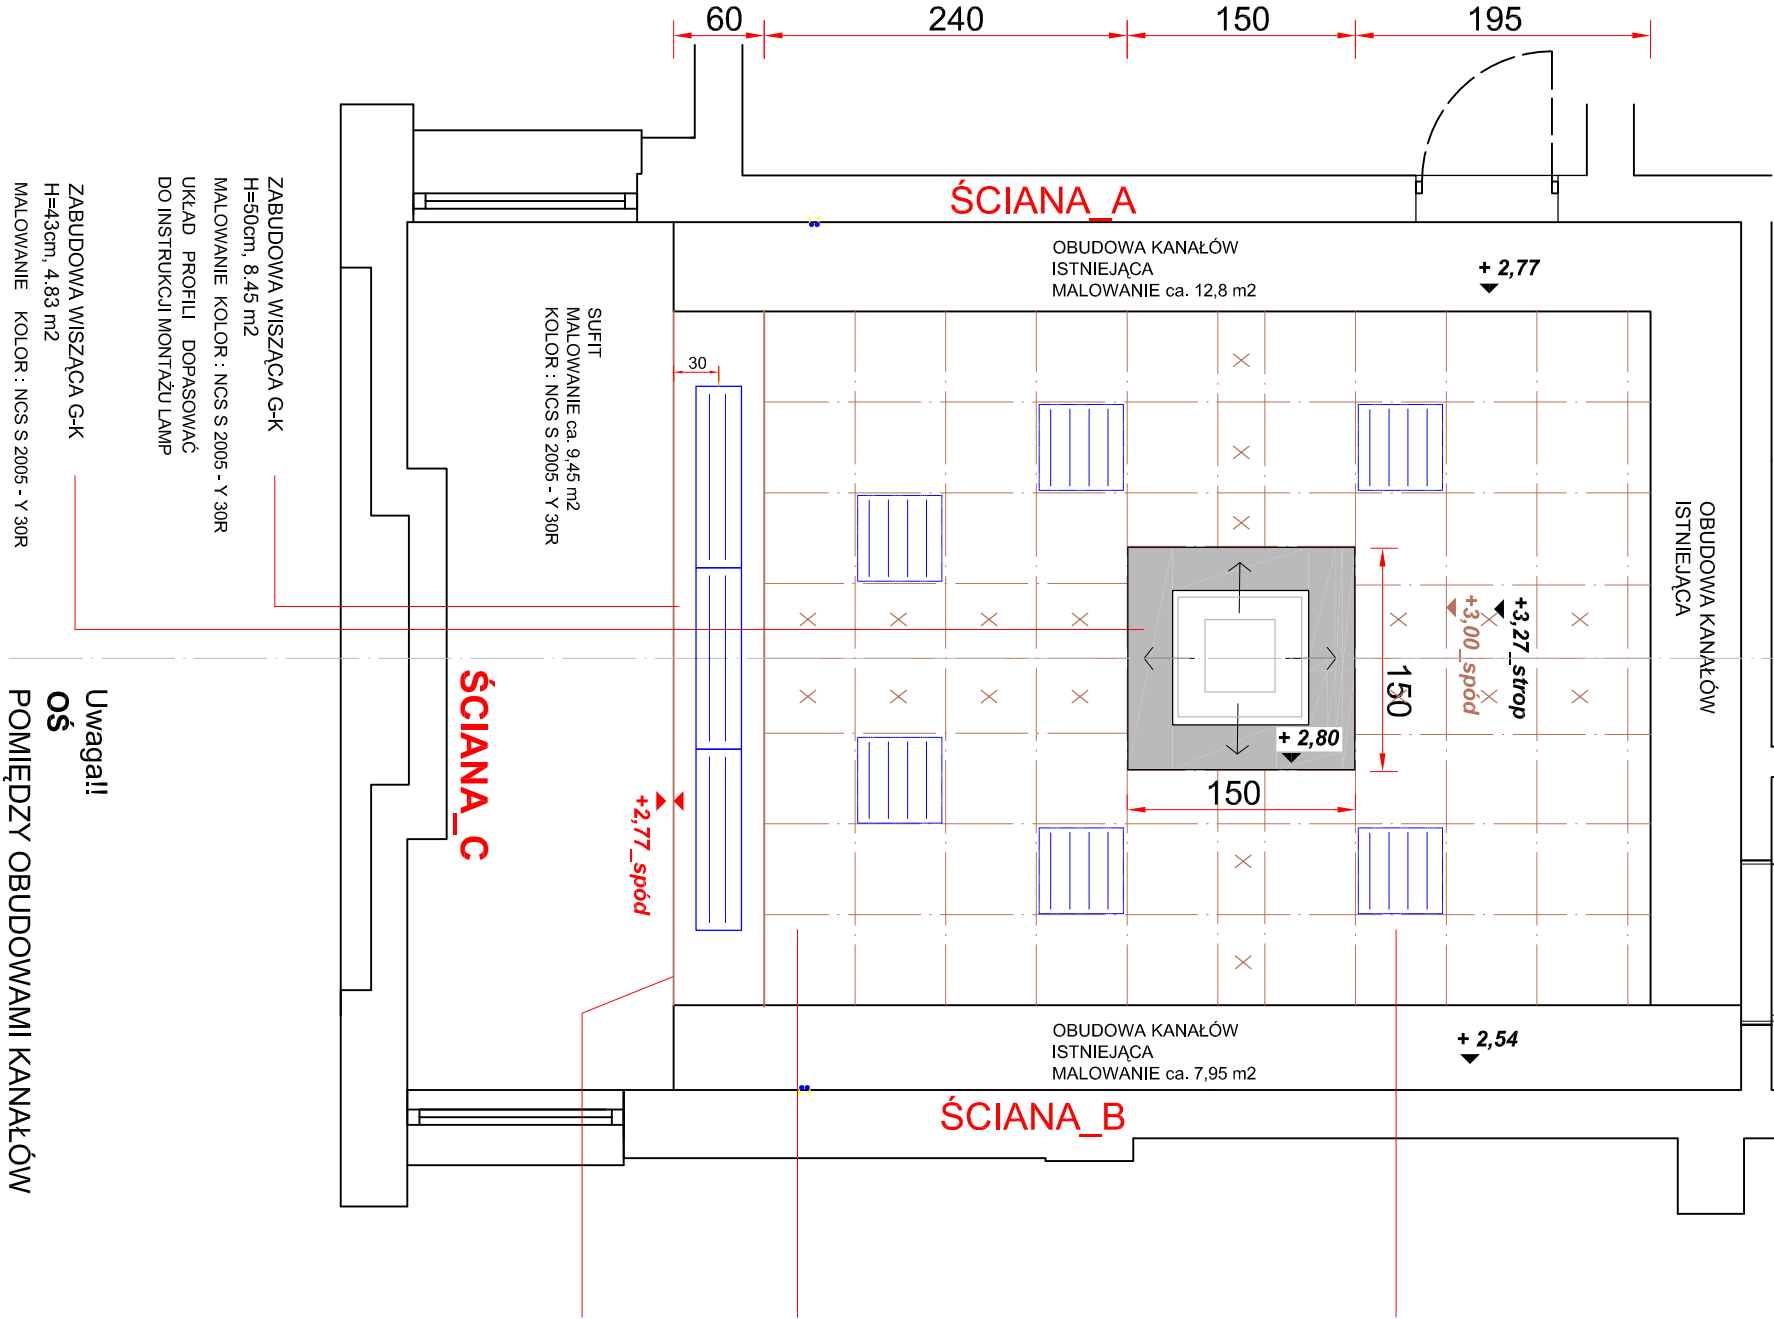 60
240
150
195
ŚCIANA_A
OBUDOWA KANAŁÓW
ISTNIEJĄCA
MALOWANIE ca. 12,8 m2
+ 2,77
ZABUDOWA WISZĄCA G-K
H=43cm, 4.83 m2
MALOWANIE KOLOR : NCS S 2005 - Y 30R
ZABUDOWA WISZĄCA G-K
H=50cm, 8.45 m2
MALOWANIE KOLOR : NCS S 2005 - Y 30R
UKŁAD PROFILI DOPASOWAĆ
DO INSTRUKCJI MONTAŻU LAMP
SUFIT
MALOWANIE ca. 9,45 m2
KOLOR : NCS S 2005 - Y 30R
30
OBUDOWA KANAŁÓW
ISTNIEJĄCA
+3,27_strop
+3,00_spód
150
+ 2,80
150
ŚCIANA_C
+2,77_spód
Uwaga!!
OŚ
POMIĘDZY OBUDOWAMI KANAŁÓW
OBUDOWA KANAŁÓW
ISTNIEJĄCA
MALOWANIE ca. 7,95 m2
+ 2,54
ŚCIANA_B